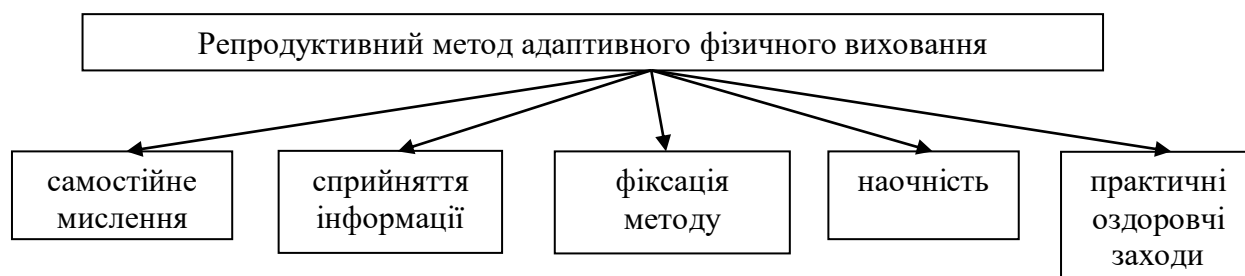 Репродуктивний метод адаптивного фізичного виховання
самостійне
мислення
сприйняття
інформації
фіксація
методу
наочність
практичні
оздоровчі
заходи